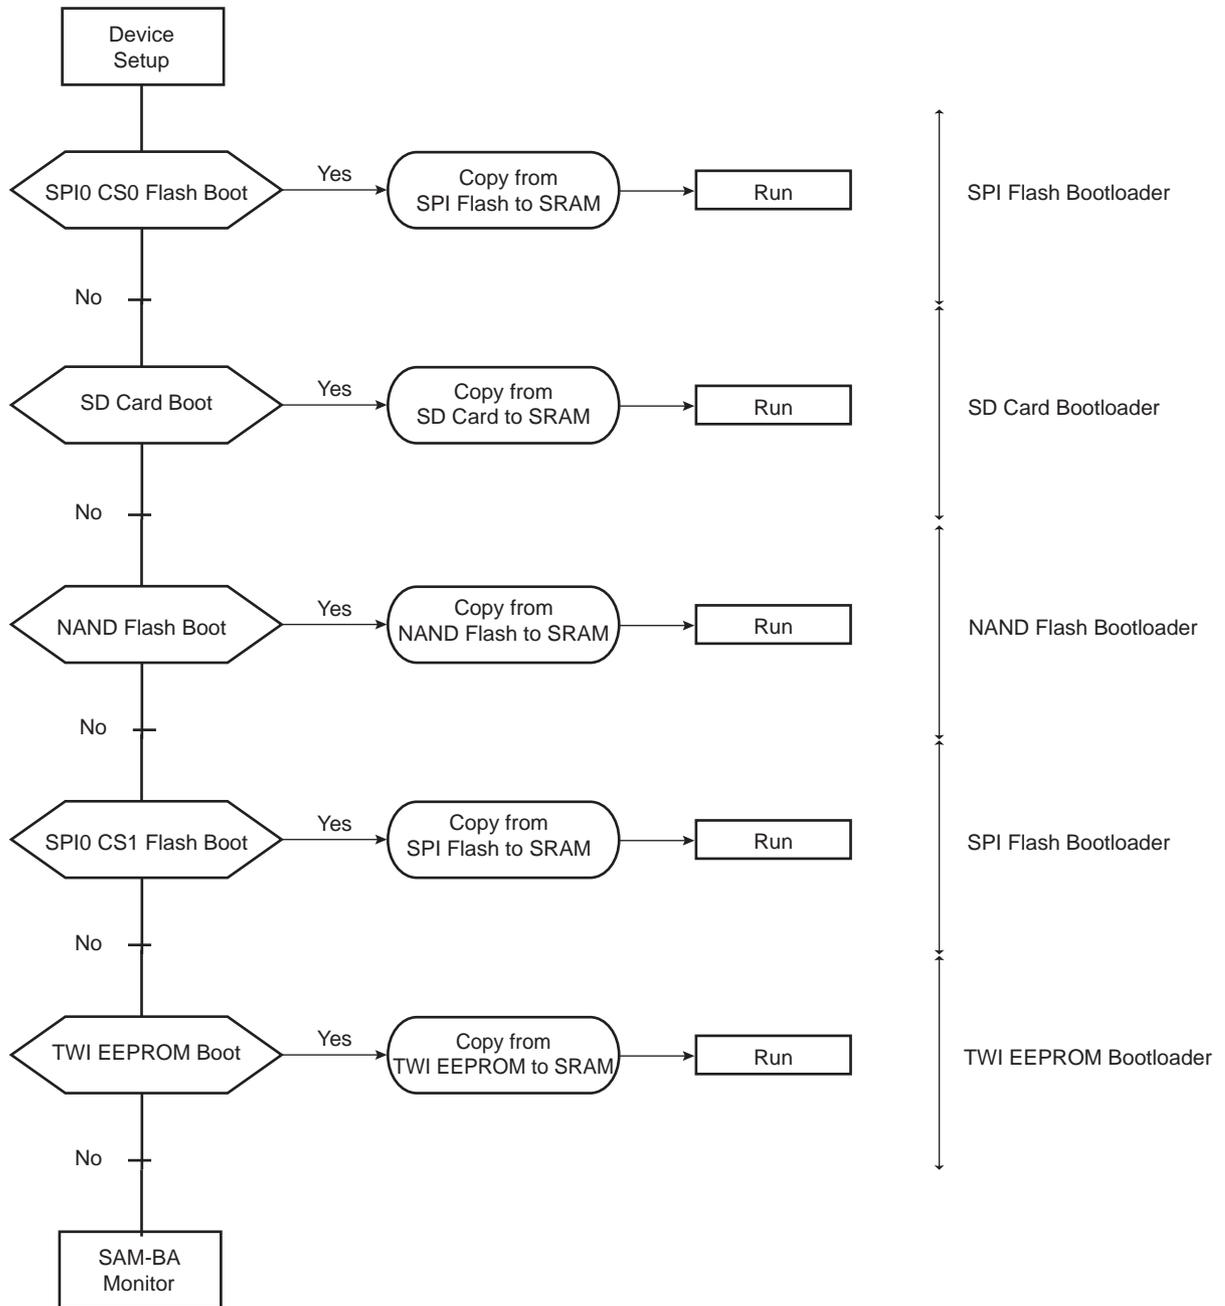 Device
Setup
SPI0 CS0 Flash Boot
Yes
Copy from
SPI Flash to SRAM
Run
SPI Flash Bootloader
No
SD Card Boot
Yes
Copy from
SD Card to SRAM
Run
SD Card Bootloader
No
NAND Flash Boot
Yes
Copy from
NAND Flash to SRAM
Run
NAND Flash Bootloader
No
SPI0 CS1 Flash Boot
Yes
Copy from
SPI Flash to SRAM
Run
SPI Flash Bootloader
No
TWI EEPROM Boot
Yes
Copy from
TWI EEPROM to SRAM
Run
TWI EEPROM Bootloader
No
SAM-BA
Monitor